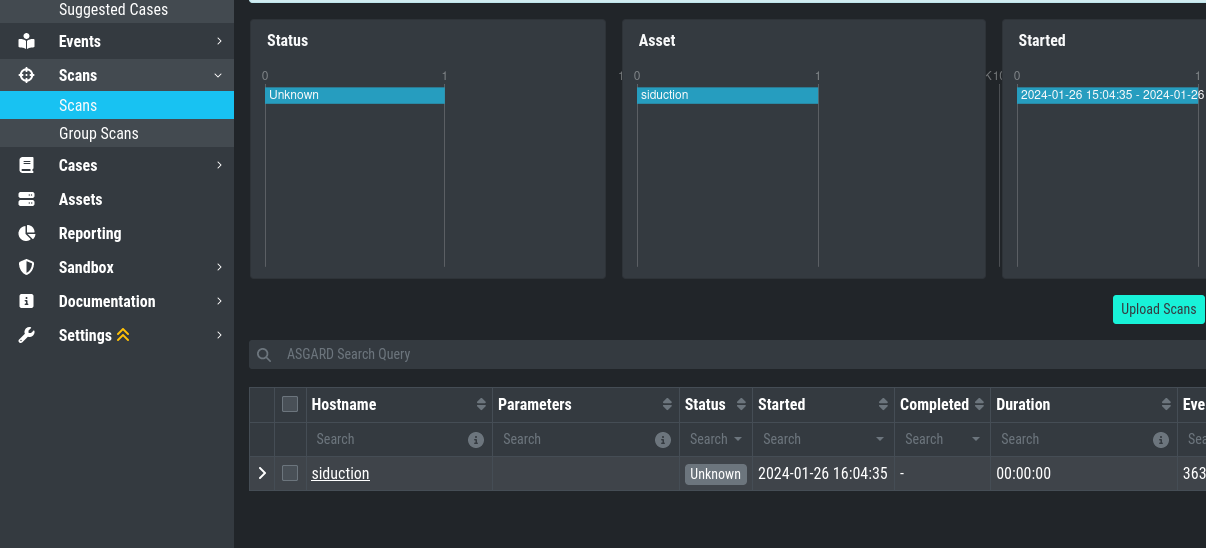 Suggested Cases
Events
Scans
Scans
Group Scans
Cases
Assets
Reporting
Sandbox
Documentation
Settings
Status
0 1 1
Unknown
Asset
0 1 K10
siduction
Started
0 1
2024-01-26 15:04:35 - 2024-01-26
Upload Scans
ASGARD Search Query
Hostname Parameters Status Started Completed Duration Eve
Search Search Search Search Search Search Sea
siduction Unknown 2024-01-26 16:04:35 - 00:00:00 363